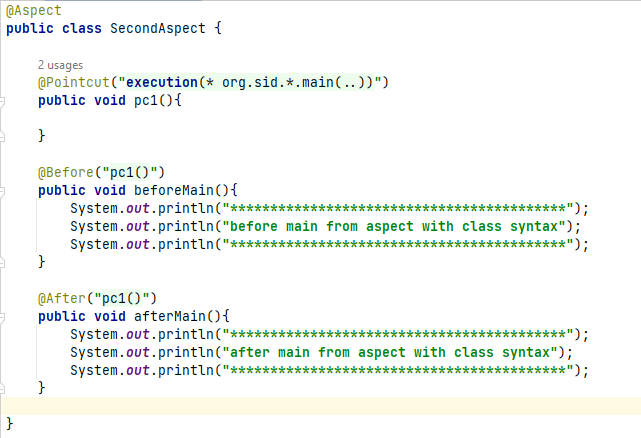 @Aspect
public class SecondAspect {
2 usages
@Pointcut("execution(* org.sid.*.main(..))")
public void pc1(){
}
@Before("pc1()")
public void beforeMain(){
System.out.println("******************************************");
System.out.println("before main from aspect with class syntax");
System.out.println("******************************************");
}
@After("pc1()")
public void afterMain(){
System.out.println("******************************************");
System.out.println("after main from aspect with class syntax");
System.out.println("******************************************");
}
}